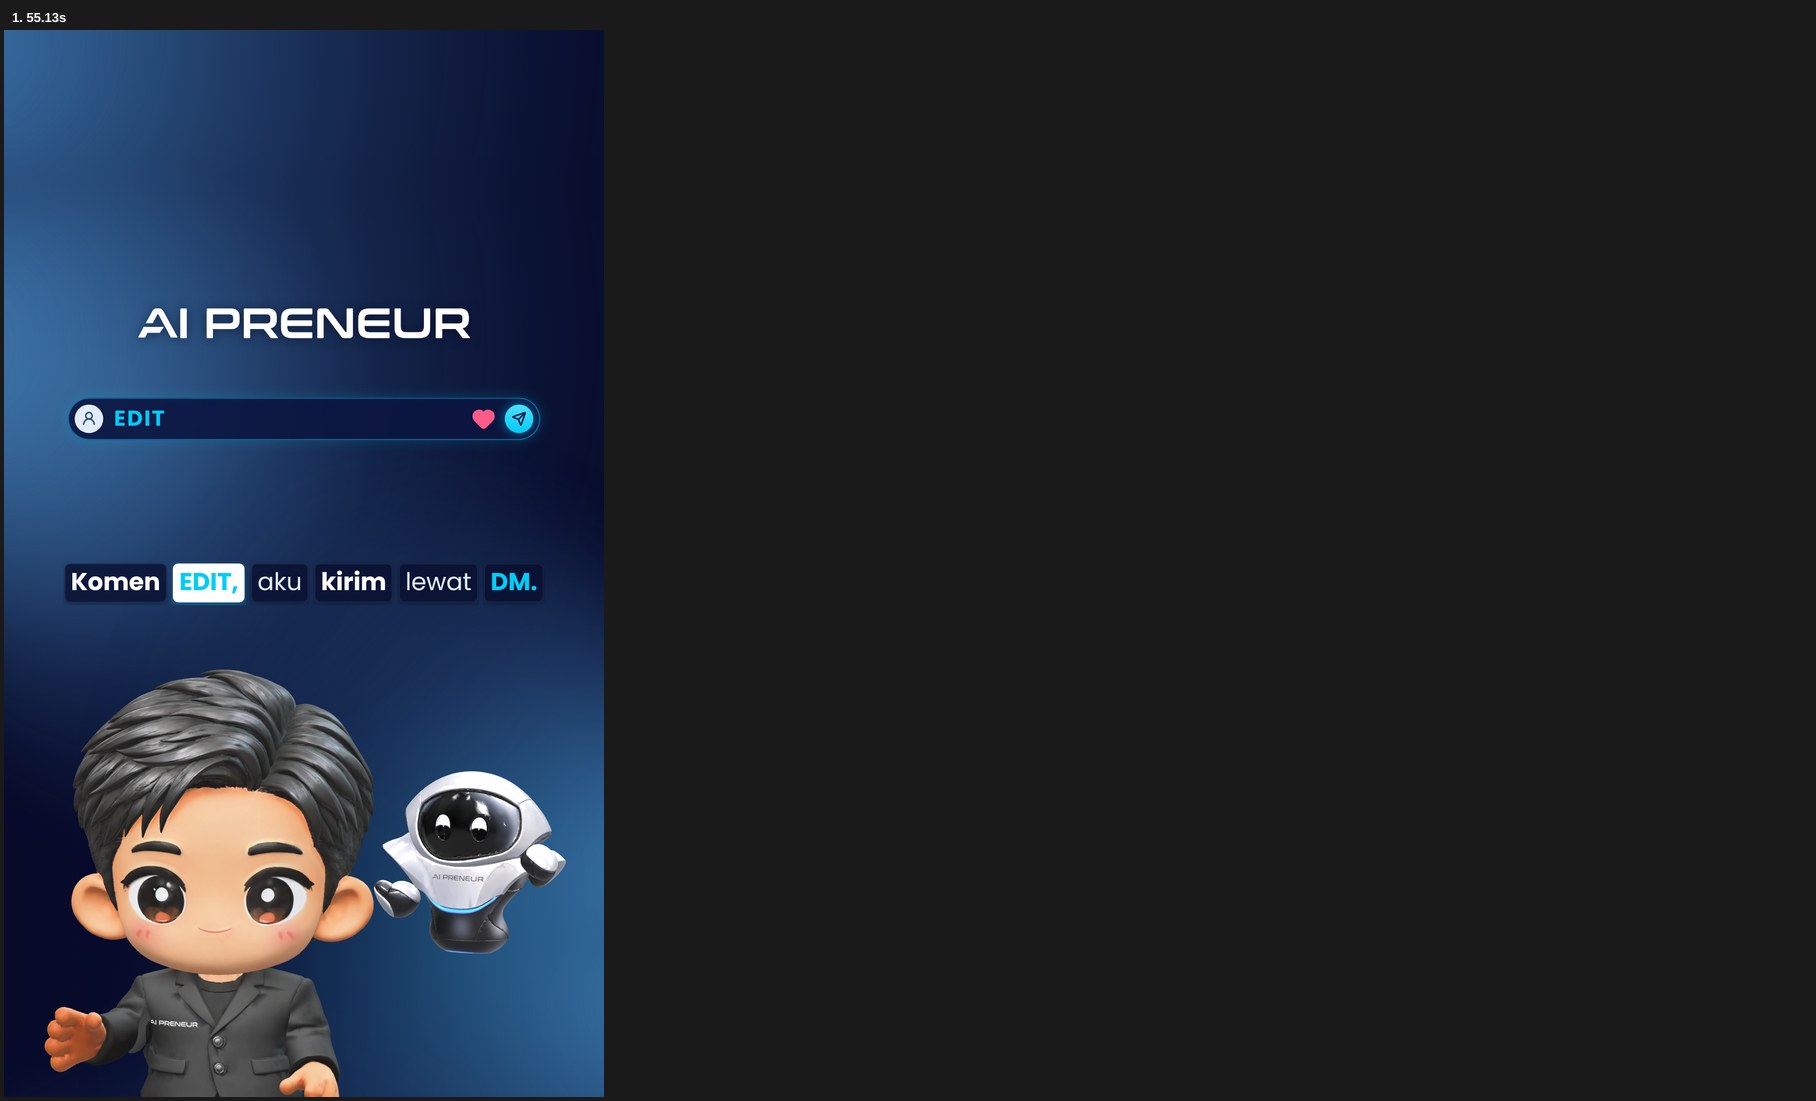 1. 55.13s
AI PRENEUR
EDIT
Komen EDIT, aku kirim lewat DM.
AI PRENEUR
AI PRENEUR